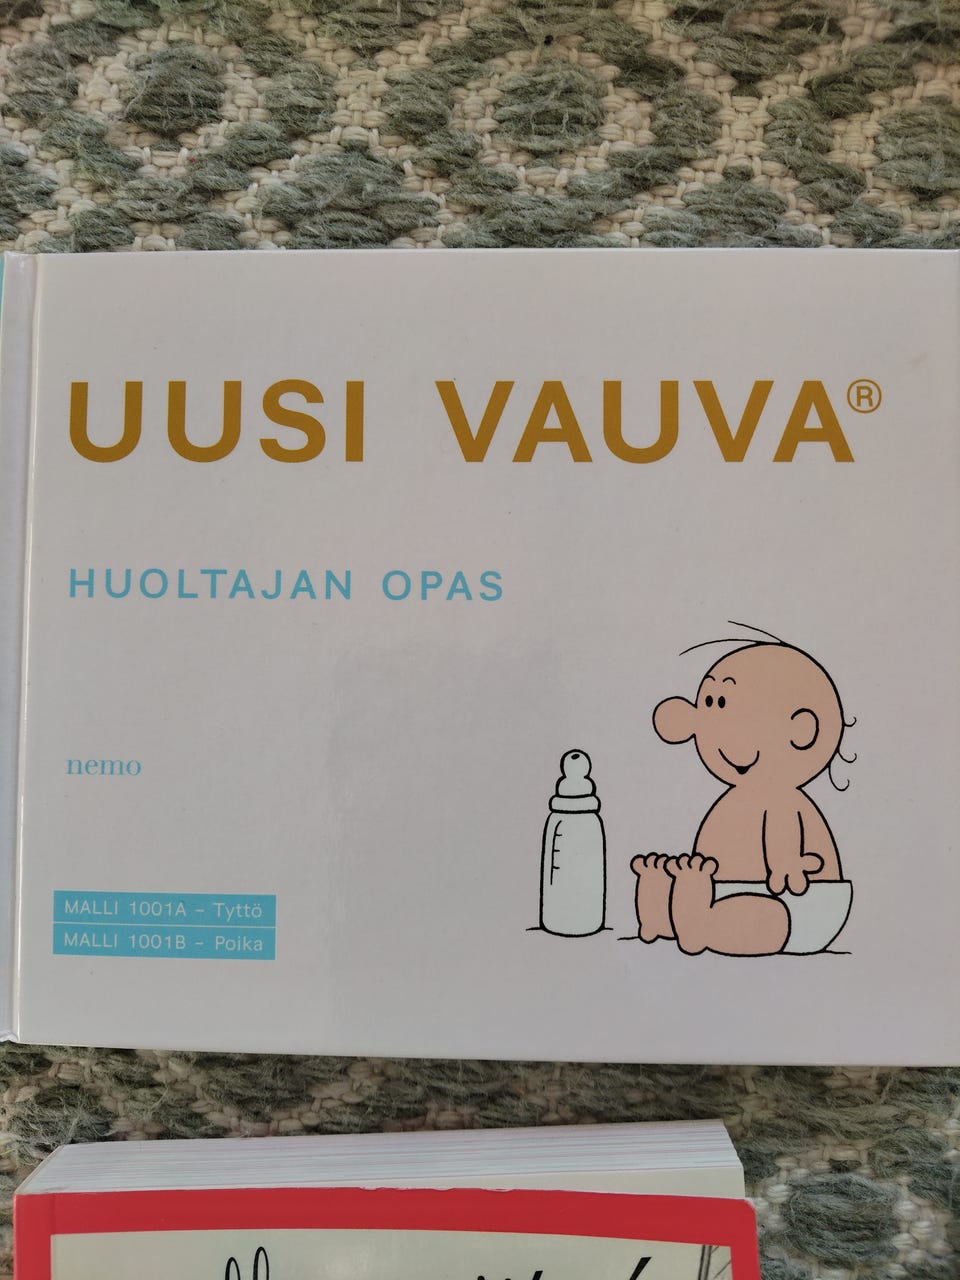 UUSI VAUVA®
HUOLTAJAN OPAS
nemo
MALLI 1001A - Tyttö
MALLI 1001B - Poika